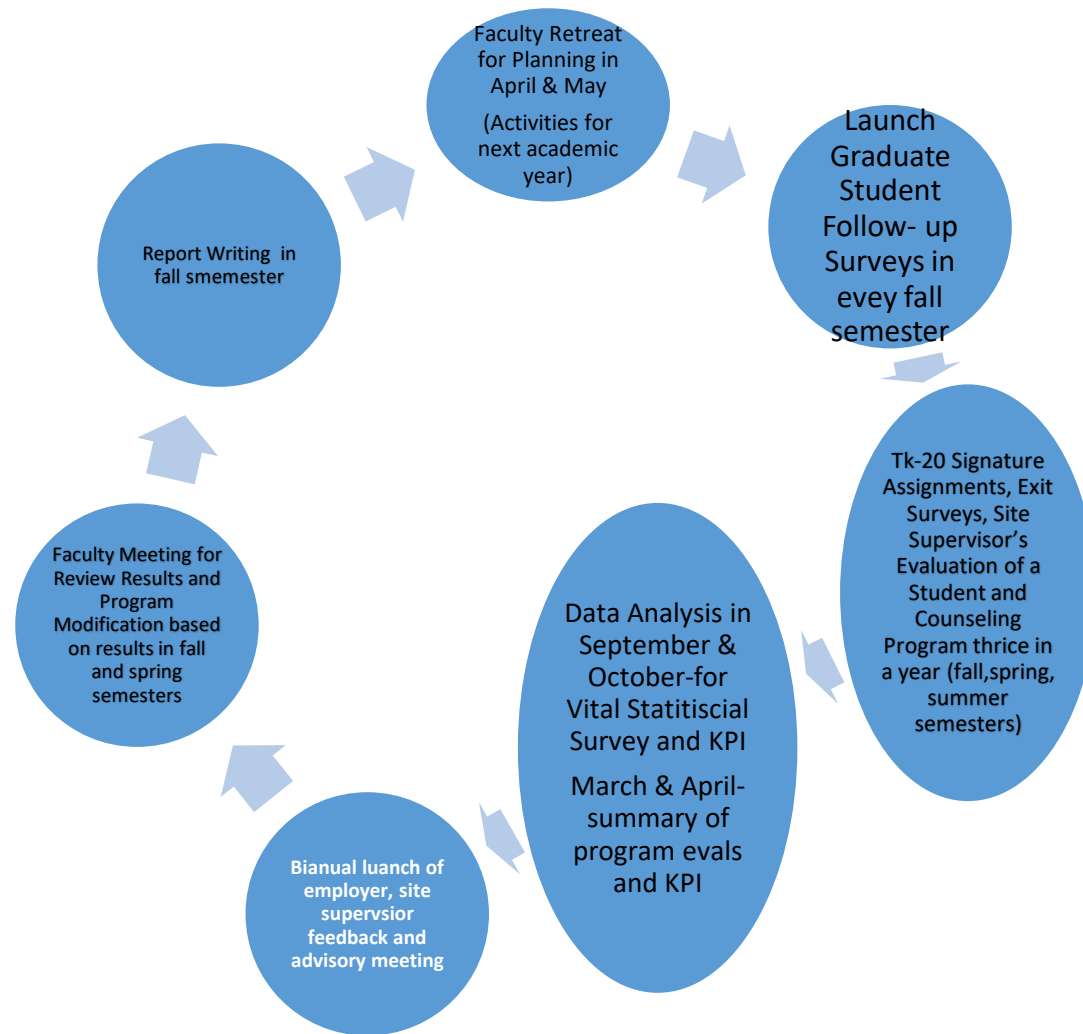 Faculty Retreat
for Planning in
April & May
(Activities for
next academic
year)
Launch
Graduate
Student
Follow- up
Surveys in
evey fall
semester
Tk-20 Signature
Assignments, Exit
Surveys, Site
Supervisor’s
Evaluation of a
Student and
Counseling
Program thrice in
a year (fall,spring,
summer
semesters)
Data Analysis in
September &
October-for
Vital Statitiscial
Survey and KPI
March & April-
summary of
program evals
and KPI
Bianual luanch of
employer, site
supervsior
feedback and
advisory meeting
Faculty Meeting for
Review Results and
Program
Modification based
on results in fall
and spring
semesters
Report Writing in
fall smemester